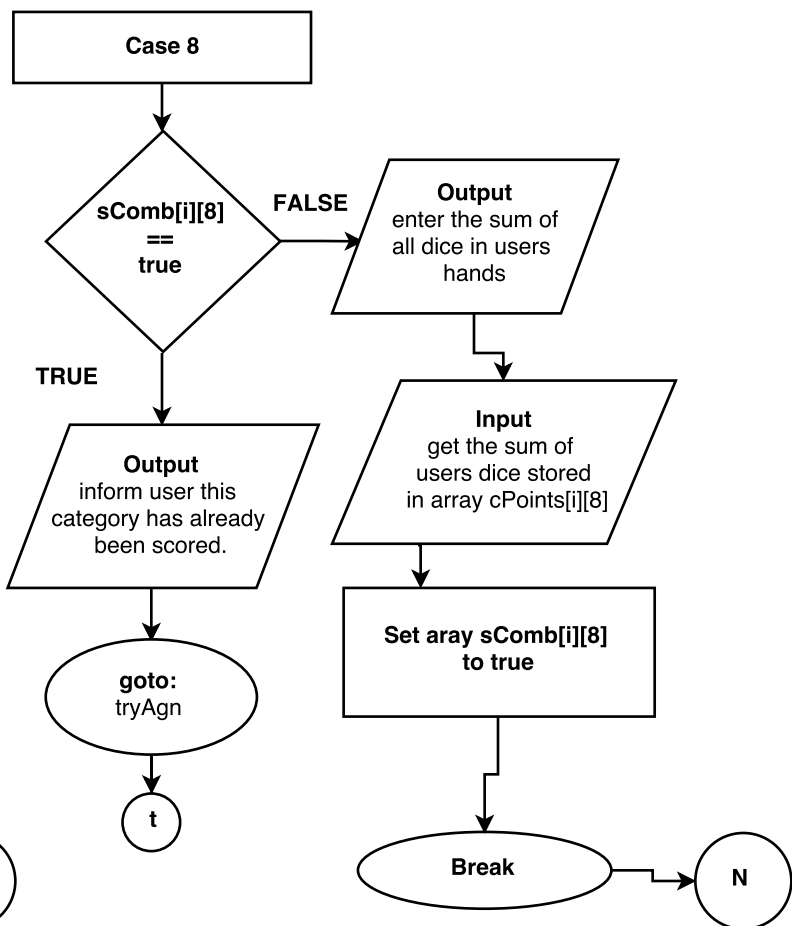 Case 8
sComb[i][8]
==
true
FALSE
Output
enter the sum of
all dice in users
hands
TRUE
Output
inform user this
category has already
been scored.
Input
get the sum of
users dice stored
in array cPoints[i][8]
goto:
tryAgn
t
Set aray sComb[i][8]
to true
Break
N